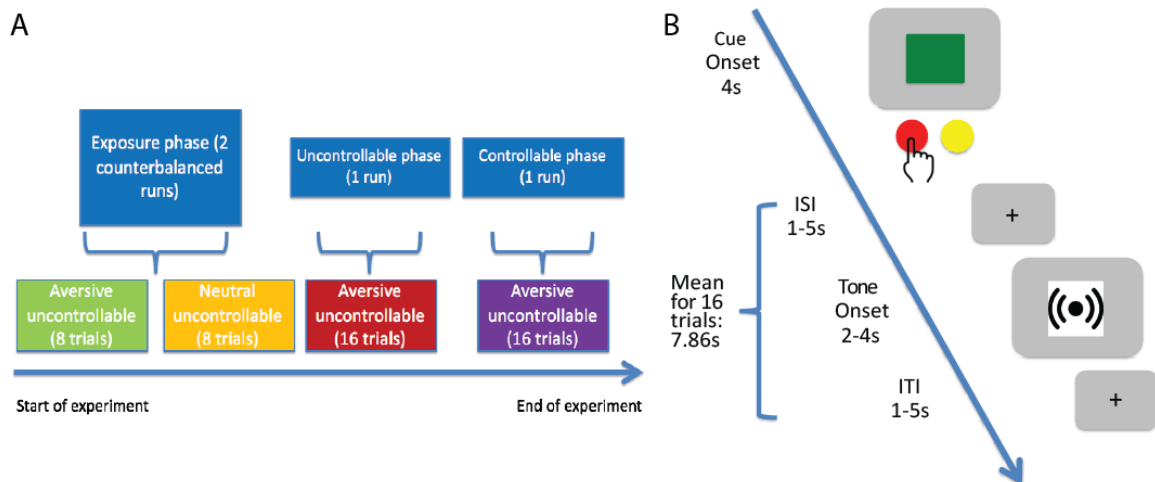 A
Exposure phase (2
counterbalanced
runs)
Uncontrollable phase
(1 run)
Controllable phase
(1 run)
Aversive
uncontrollable
(8 trials)
Neutral
uncontrollable
(8 trials)
Aversive
uncontrollable
(16 trials)
Aversive
uncontrollable
(16 trials)
Start of experiment
End of experiment
B
Cue
Onset
4s
ISI
1-5s
+
Mean
for 16
trials:
7.86s
Tone
Onset
2-4s
ITI
1-5s
+